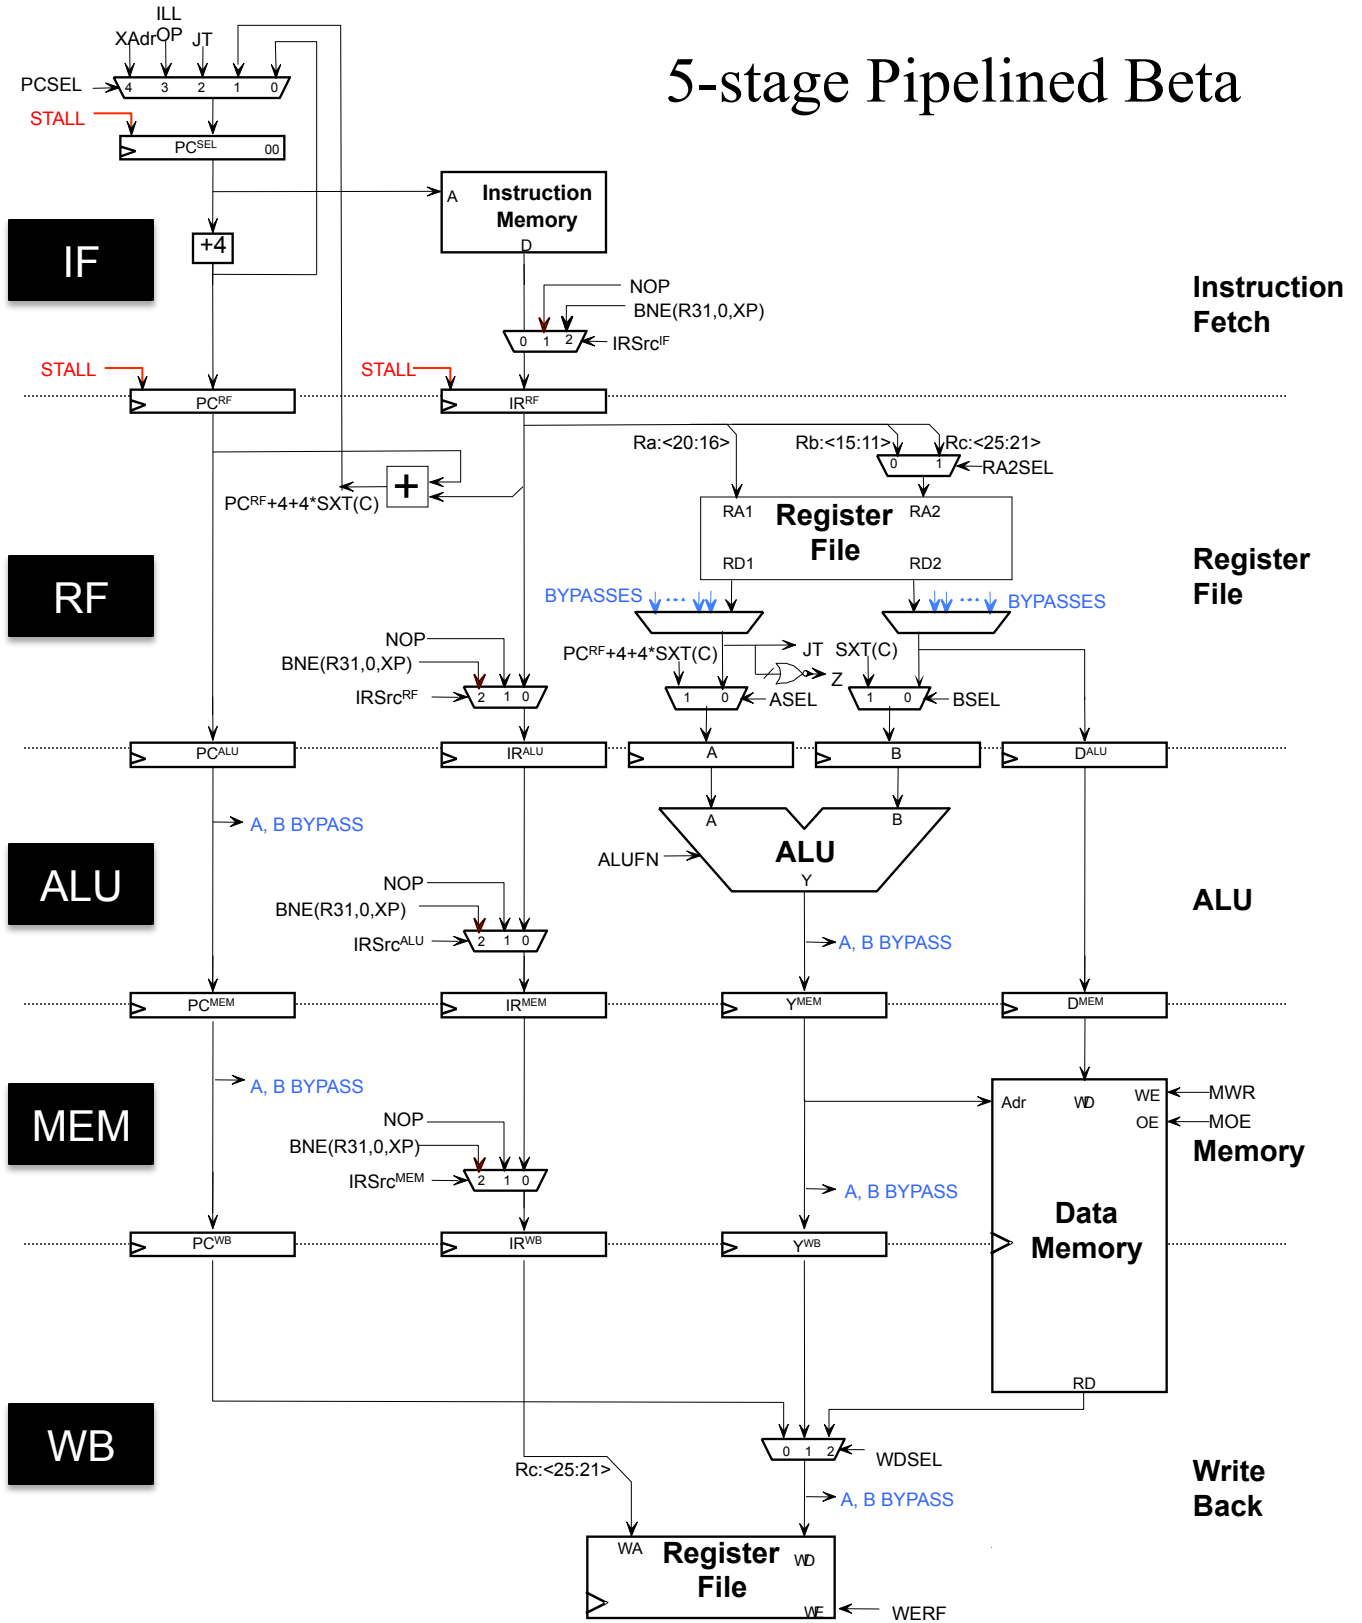 5-stage Pipelined Beta
ILL
XAdr OP JT
PCSEL
4 3 2 1 0
STALL
PCSEL 00
A Instruction
Memory
D
+4
IF
NOP
BNE(R31,0,XP)
0 1 2
IRSrcIF
Instruction
Fetch
STALL
STALL
PCRF
IRRF
Ra:<20:16>
Rb:<15:11>
Rc:<25:21>
0 1
RA2SEL
+
PCRF+4+4*SXT(C)
RA1 Register RA2
File
RD1 RD2
RF
Register
File
BYPASSES ...
... BYPASSES
NOP
BNE(R31,0,XP)
IRSrcRF
2 1 0
PCRF+4+4*SXT(C)
JT
Z
SXT(C)
1 0
ASEL
1 0
BSEL
PCALU
IRALU
A
B
DALU
A, B BYPASS
A B
ALU
Y
ALUFN
ALU
NOP
BNE(R31,0,XP)
IRSrcALU
2 1 0
A, B BYPASS
ALU
PCMEM
IRMEM
YMEM
DMEM
A, B BYPASS
MEM
NOP
BNE(R31,0,XP)
IRSrcMEM
2 1 0
A, B BYPASS
Adr WD WE
OE
MWR
MOE
Memory
Data
Memory
RD
PCWB
IRWB
YWB
WB
0 1 2
WDSEL
Rc:<25:21>
A, B BYPASS
Write
Back
WA Register WD
File
WE
WERF